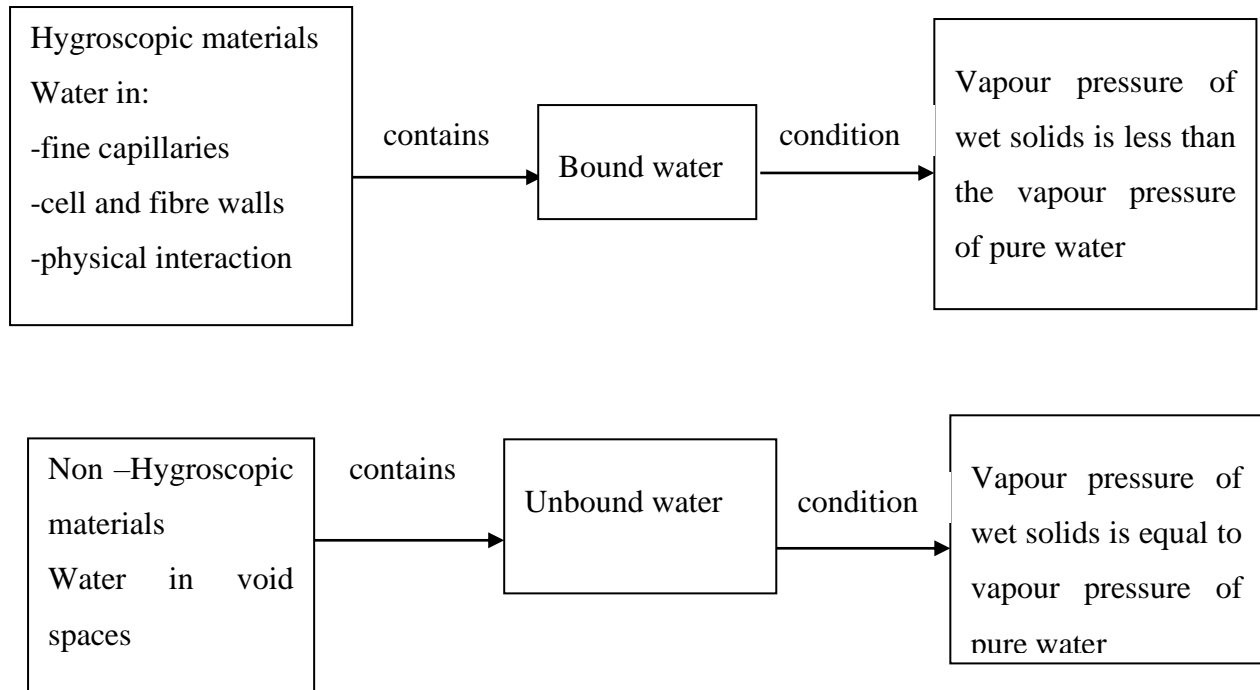 Hygroscopic materials
Water in:
-fine capillaries
-cell and fibre walls
-physical interaction
contains
Bound water
condition
Vapour pressure of
wet solids is less than
the vapour pressure
of pure water
Non –Hygroscopic
materials
Water in void
spaces
contains
Unbound water
condition
Vapour pressure of
wet solids is equal to
vapour pressure of
pure water